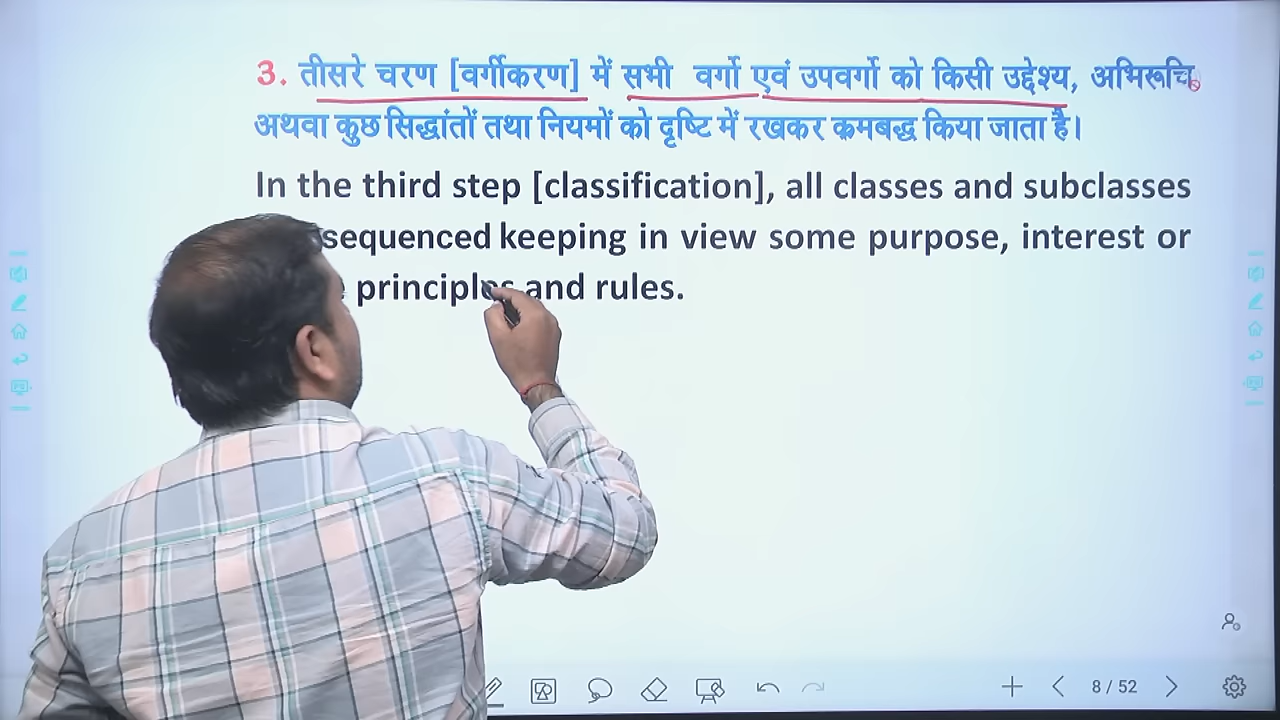 3. तीसरे चरण [वर्गीकरण] में सभी वर्गो एवं उपवर्गो को किसी उद्देश्य, अभिरूचि
अथवा कुछ सिद्धांतों तथा नियमों को दृष्टि में रखकर क्रमबद्ध किया जाता है।
In the third step [classification], all classes and subclasses
sequenced keeping in view some purpose, interest or
principles and rules.
8 / 52